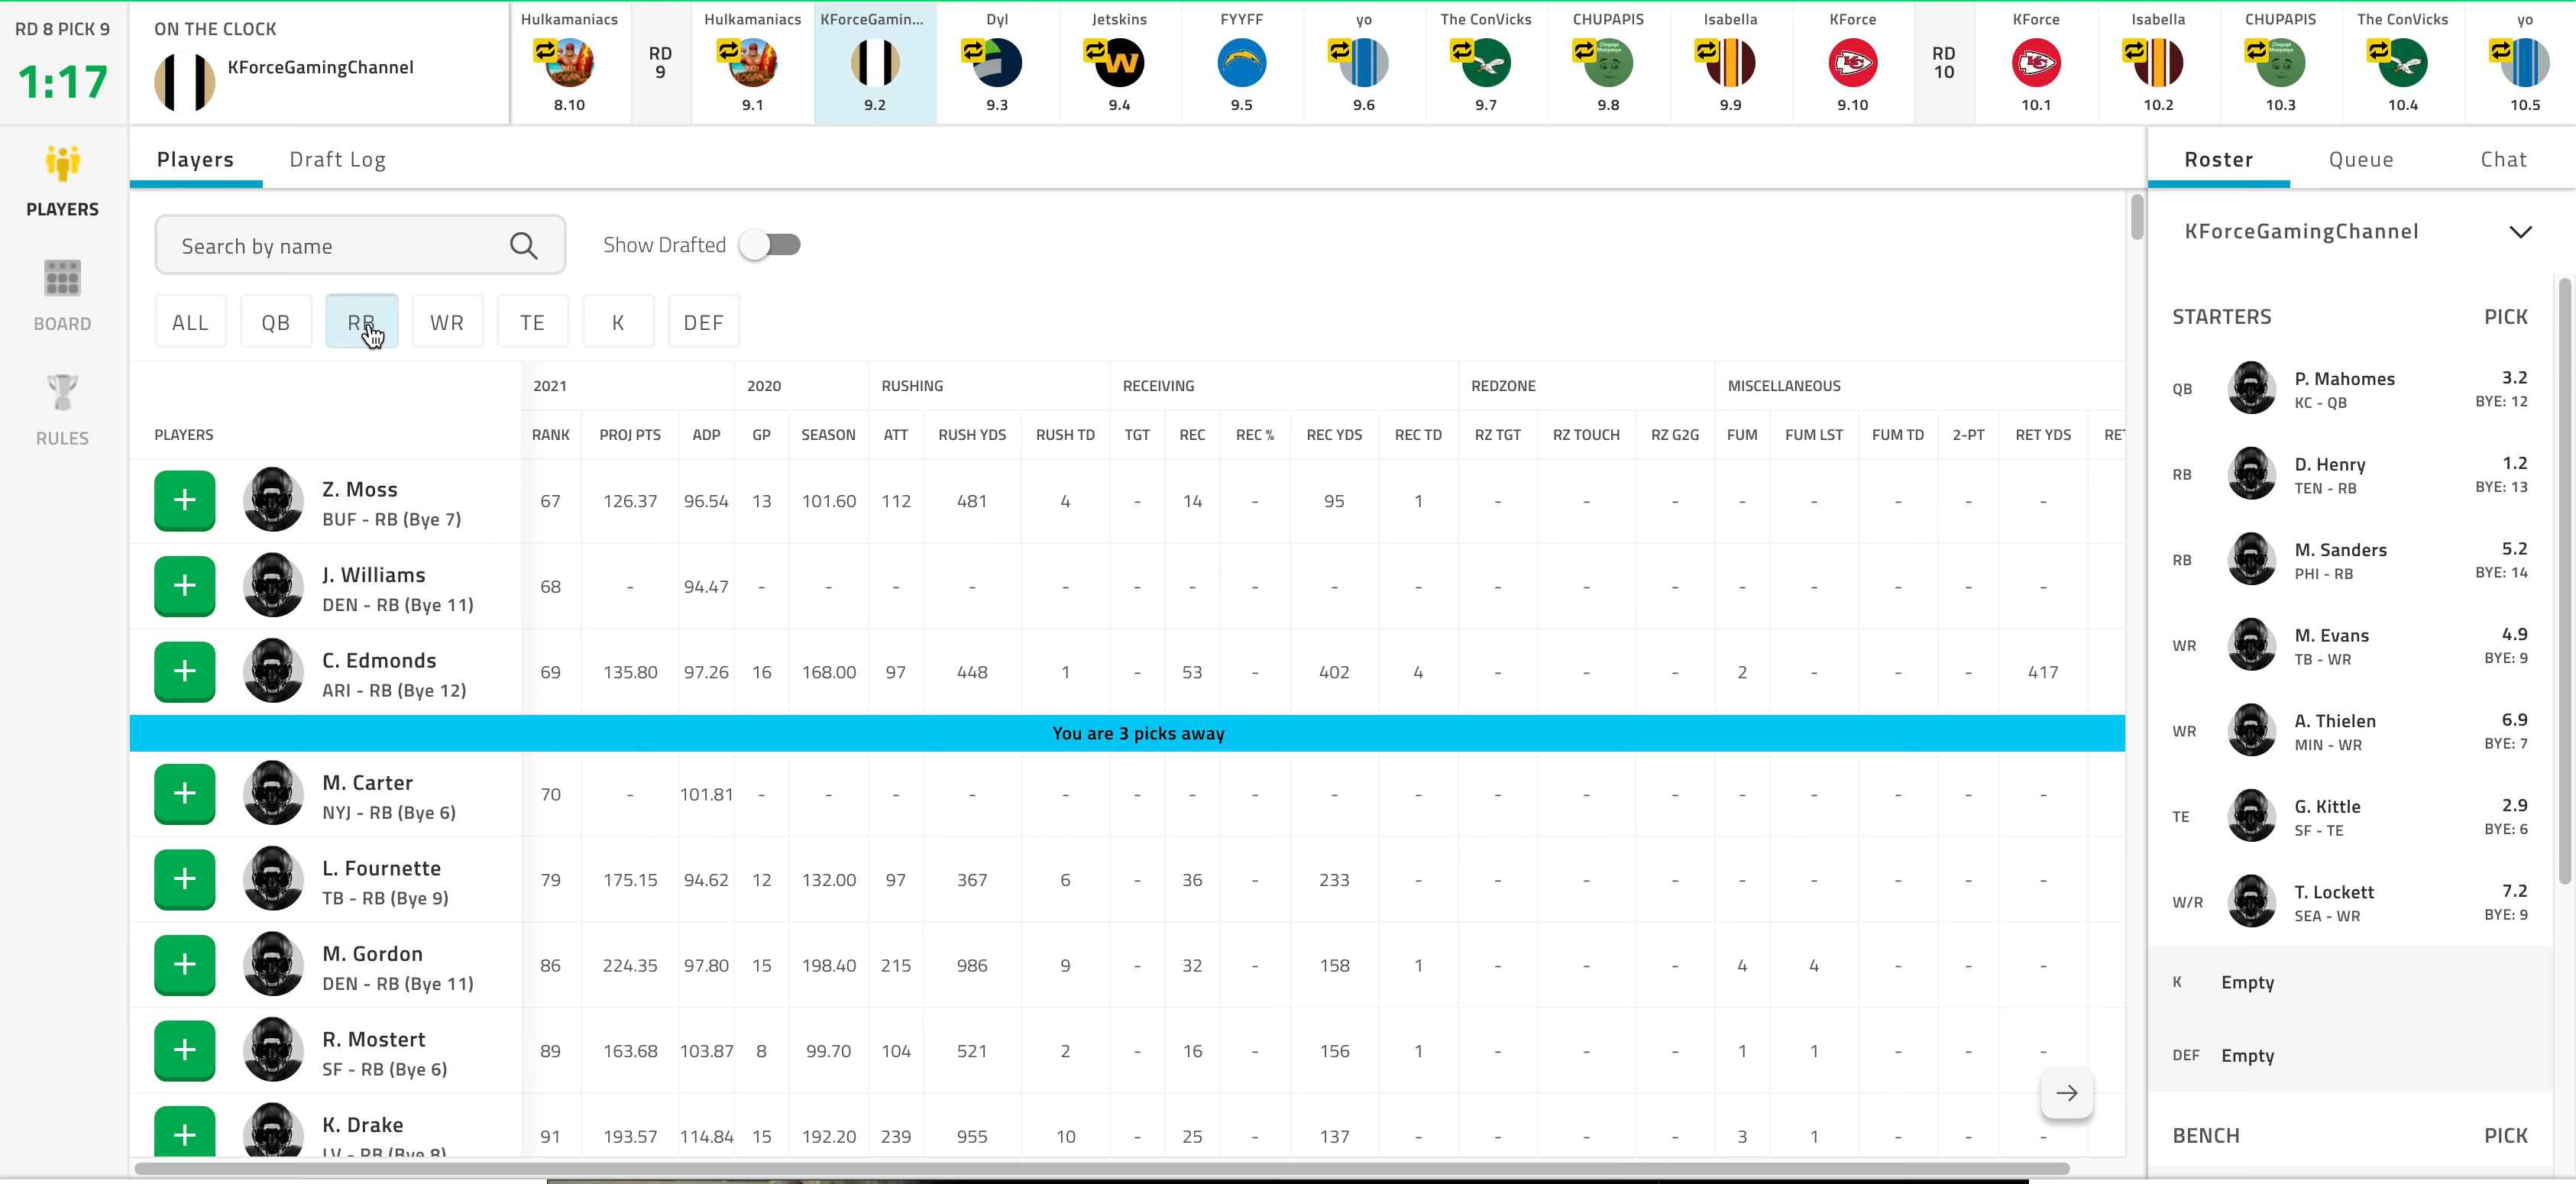 RD 8 PICK 9
1:17
ON THE CLOCK
KForceGamingChannel
Hulkamaniacs
8.10
RD
9
Hulkamaniacs
9.1
KForceGamin...
9.2
Dyl
9.3
Jetskins
9.4
FYYFF
9.5
yo
9.6
The ConVicks
9.7
CHUPAPIS
9.8
Isabella
9.9
KForce
9.10
RD
10
KForce
10.1
Isabella
10.2
CHUPAPIS
10.3
The ConVicks
10.4
yo
10.5
PLAYERS
BOARD
RULES
Players Draft Log
Search by name
Show Drafted
ALL QB RB WR TE K DEF
2021 2020 RUSHING RECEIVING REDZONE MISCELLANEOUS
PLAYERS RANK PROJ PTS ADP GP SEASON ATT RUSH YDS RUSH TD TGT REC REC % REC YDS REC TD RZ TGT RZ TOUCH RZ G2G FUM FUM LST FUM TD 2-PT RET YDS RET
Z. Moss
BUF - RB (Bye 7)
67 126.37 96.54 13 101.60 112 481 4 - 14 - 95 1 - - - - - - - -
J. Williams
DEN - RB (Bye 11)
68 - 94.47 - - - - - - - - - - - - - - - - - -
C. Edmonds
ARI - RB (Bye 12)
69 135.80 97.26 16 168.00 97 448 1 - 53 - 402 4 - - - 2 - - - 417
You are 3 picks away
M. Carter
NYJ - RB (Bye 6)
70 - 101.81 - - - - - - - - - - - - - - - - - -
L. Fournette
TB - RB (Bye 9)
79 175.15 94.62 12 132.00 97 367 6 - 36 - 233 - - - - - - - - -
M. Gordon
DEN - RB (Bye 11)
86 224.35 97.80 15 198.40 215 986 9 - 32 - 158 1 - - - 4 4 - - -
R. Mostert
SF - RB (Bye 6)
89 163.68 103.87 8 99.70 104 521 2 - 16 - 156 1 - - - 1 1 - - -
K. Drake
LV - RB (Bye 8)
91 193.57 114.84 15 192.20 239 955 10 - 25 - 137 - - - - 3 1 - - -
Roster Queue Chat
KForceGamingChannel
STARTERS PICK
QB P. Mahomes 3.2
KC - QB BYE: 12
RB D. Henry 1.2
TEN - RB BYE: 13
RB M. Sanders 5.2
PHI - RB BYE: 14
WR M. Evans 4.9
TB - WR BYE: 9
WR A. Thielen 6.9
MIN - WR BYE: 7
TE G. Kittle 2.9
SF - TE BYE: 6
W/R T. Lockett 7.2
SEA - WR BYE: 9
K Empty
DEF Empty
BENCH PICK